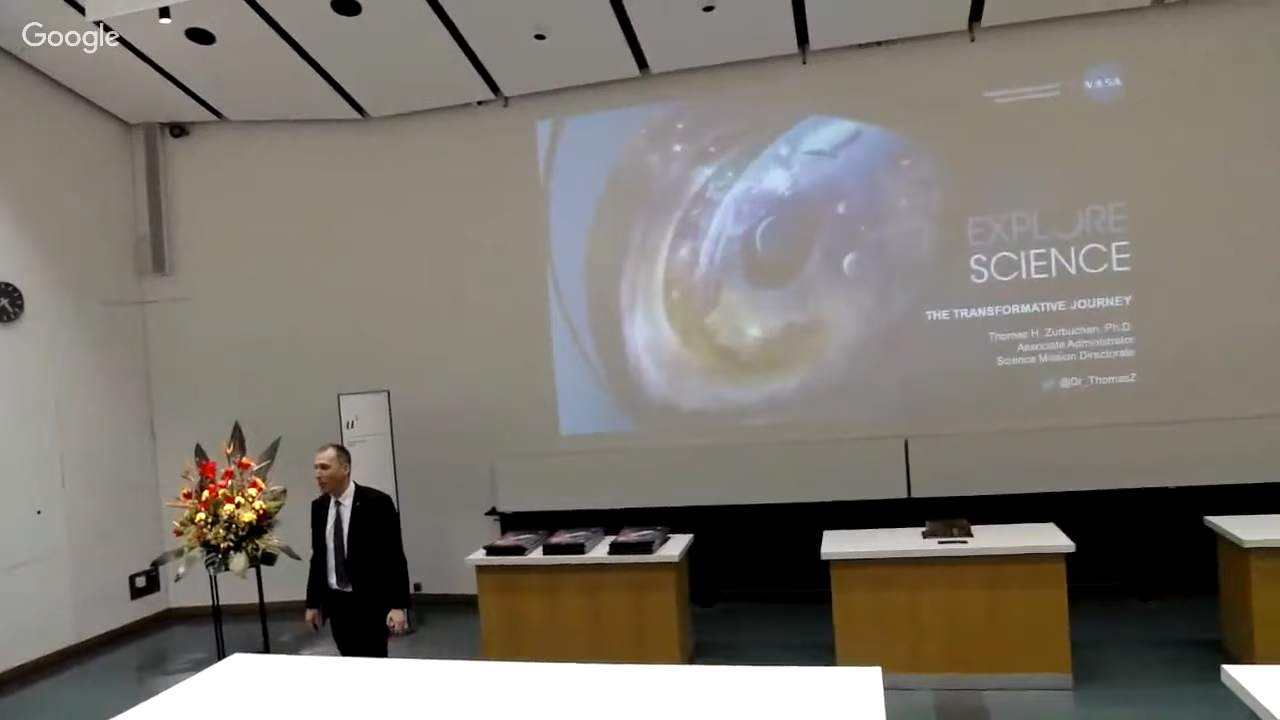 Google
NASA
EXPLORE
SCIENCE
THE TRANSFORMATIVE JOURNEY
Thomas H. Zurbuchen, Ph.D.
Associate Administrator
Science Mission Directorate
@Dr_ThomasZ
u